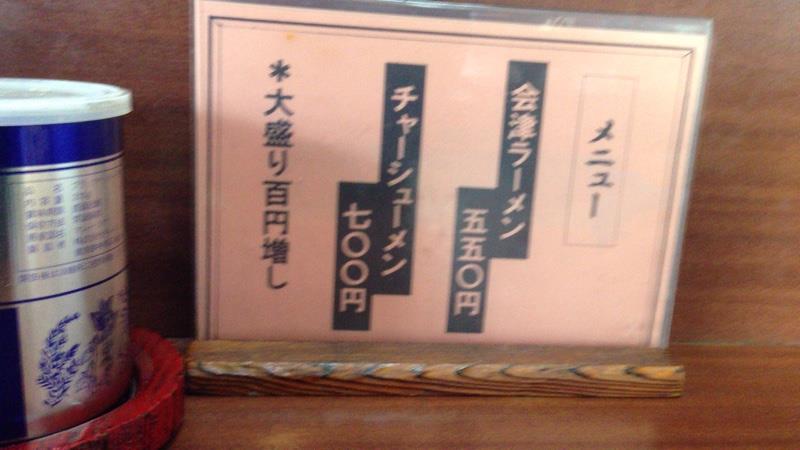 メニュー
会津ラーメン
五五〇円
チャーシューメン
七〇〇円
＊大盛り百円増し